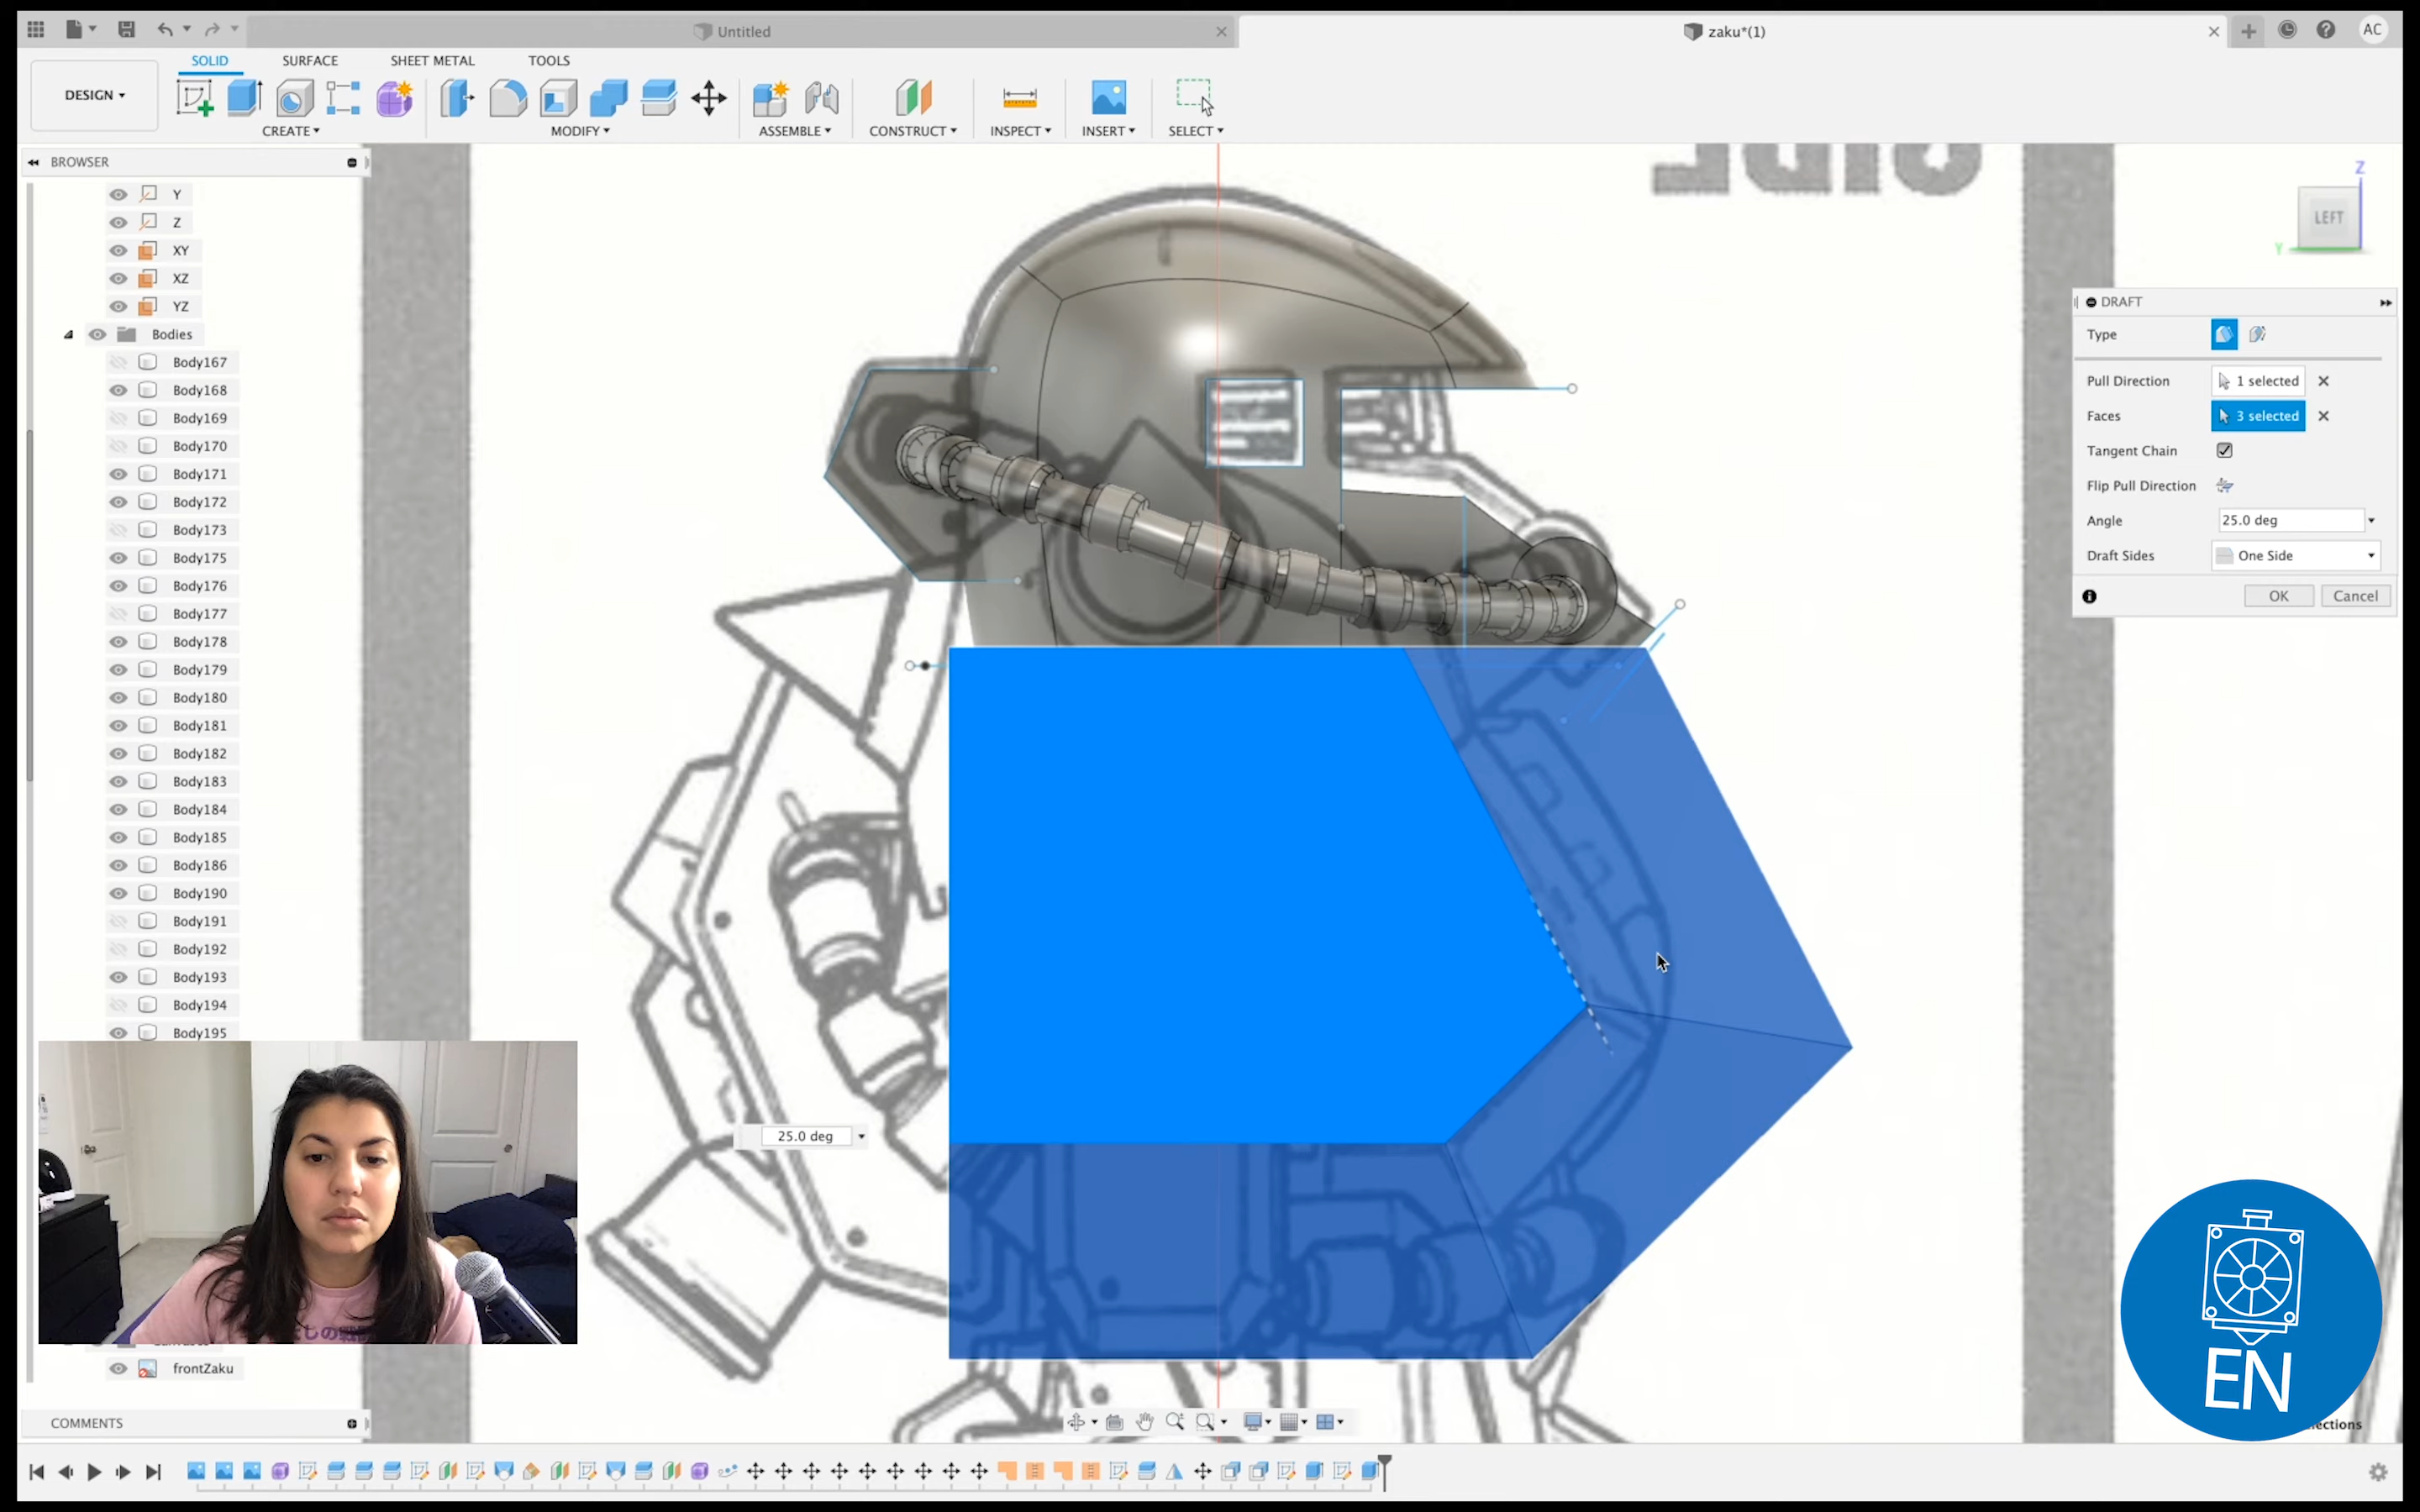 Untitled
zaku*(1)
AC
SOLID
SURFACE
SHEET METAL
TOOLS
DESIGN
CREATE
MODIFY
ASSEMBLE
CONSTRUCT
INSPECT
INSERT
SELECT
BROWSER
Y
Z
XY
XZ
YZ
Bodies
Body167
Body168
Body169
Body170
Body171
Body172
Body173
Body175
Body176
Body177
Body178
Body179
Body180
Body181
Body182
Body183
Body184
Body185
Body186
Body190
Body191
Body192
Body193
Body194
Body195
frontZaku
COMMENTS
Z
LEFT
Y
DRAFT
Type
Pull Direction
1 selected
Faces
3 selected
Tangent Chain
Flip Pull Direction
Angle
25.0 deg
Draft Sides
One Side
OK
Cancel
25.0 deg
EN